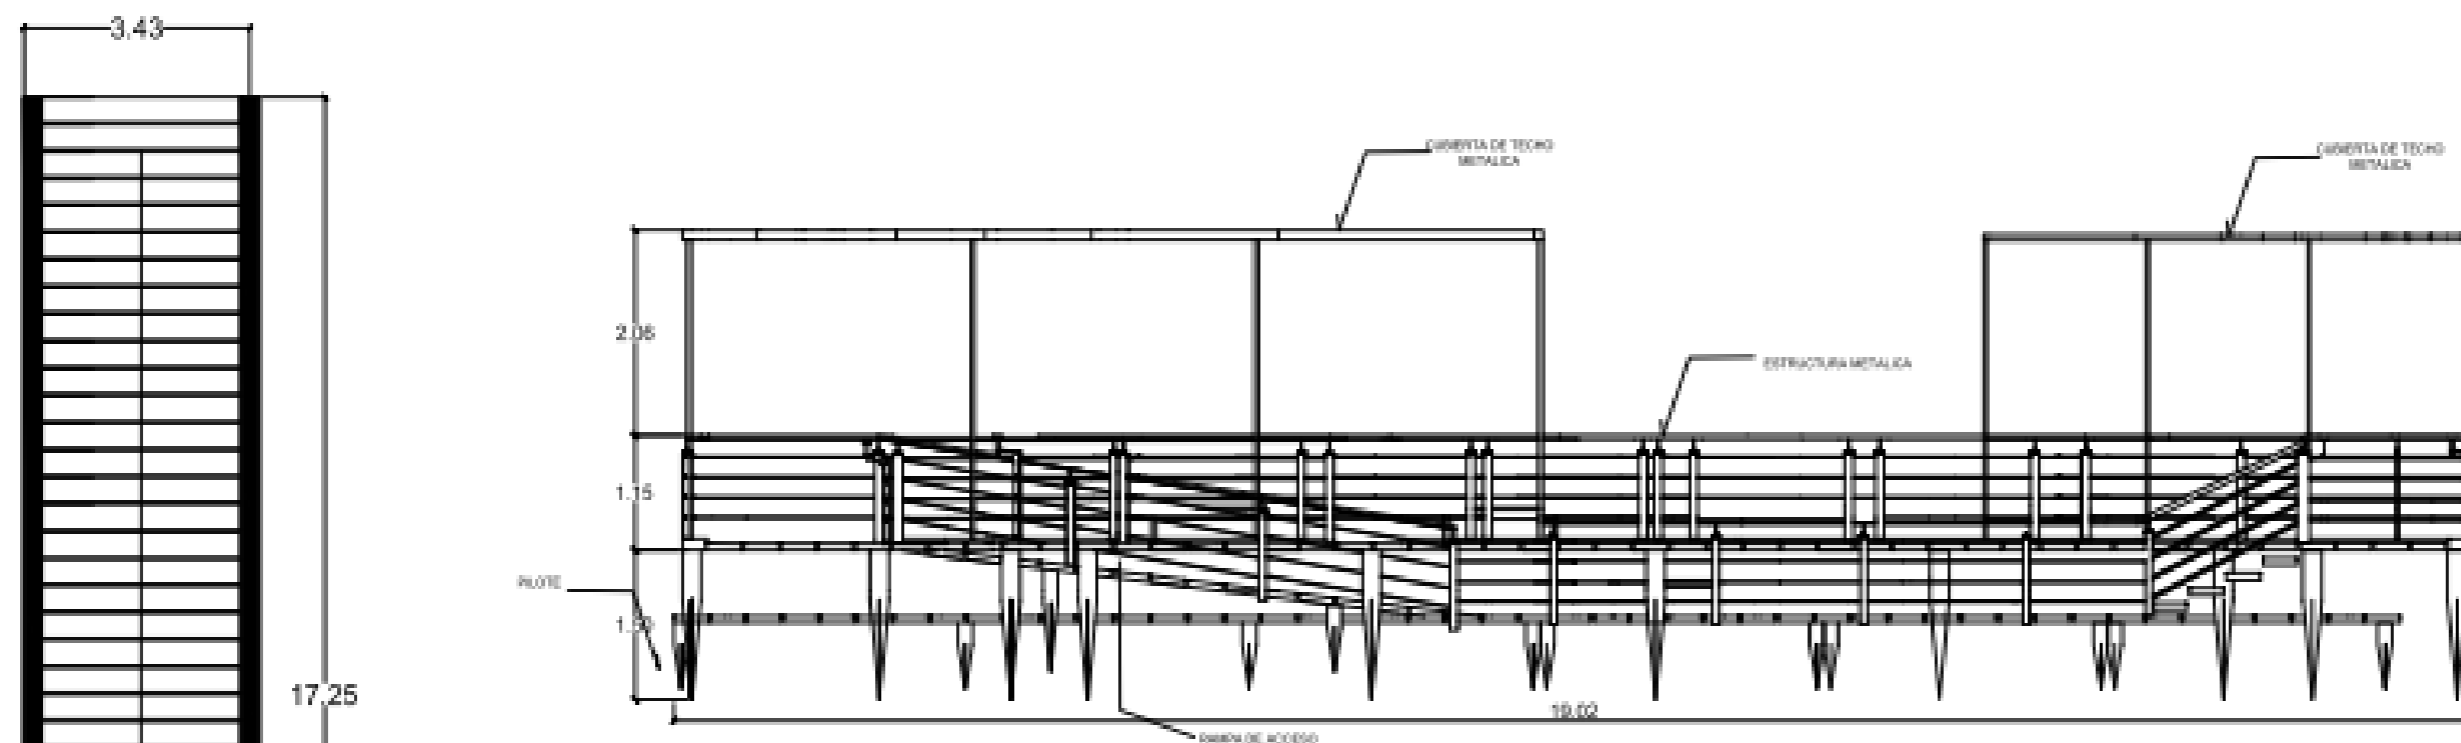 3.43
CUBIERTA DE TECHO
METALICA
CUBIERTA DE TECHO
METALICA
2.06
ESTRUCTURA METALICA
1.15
PILOTE
17.25
19.02
RAMPA DE ACCESO